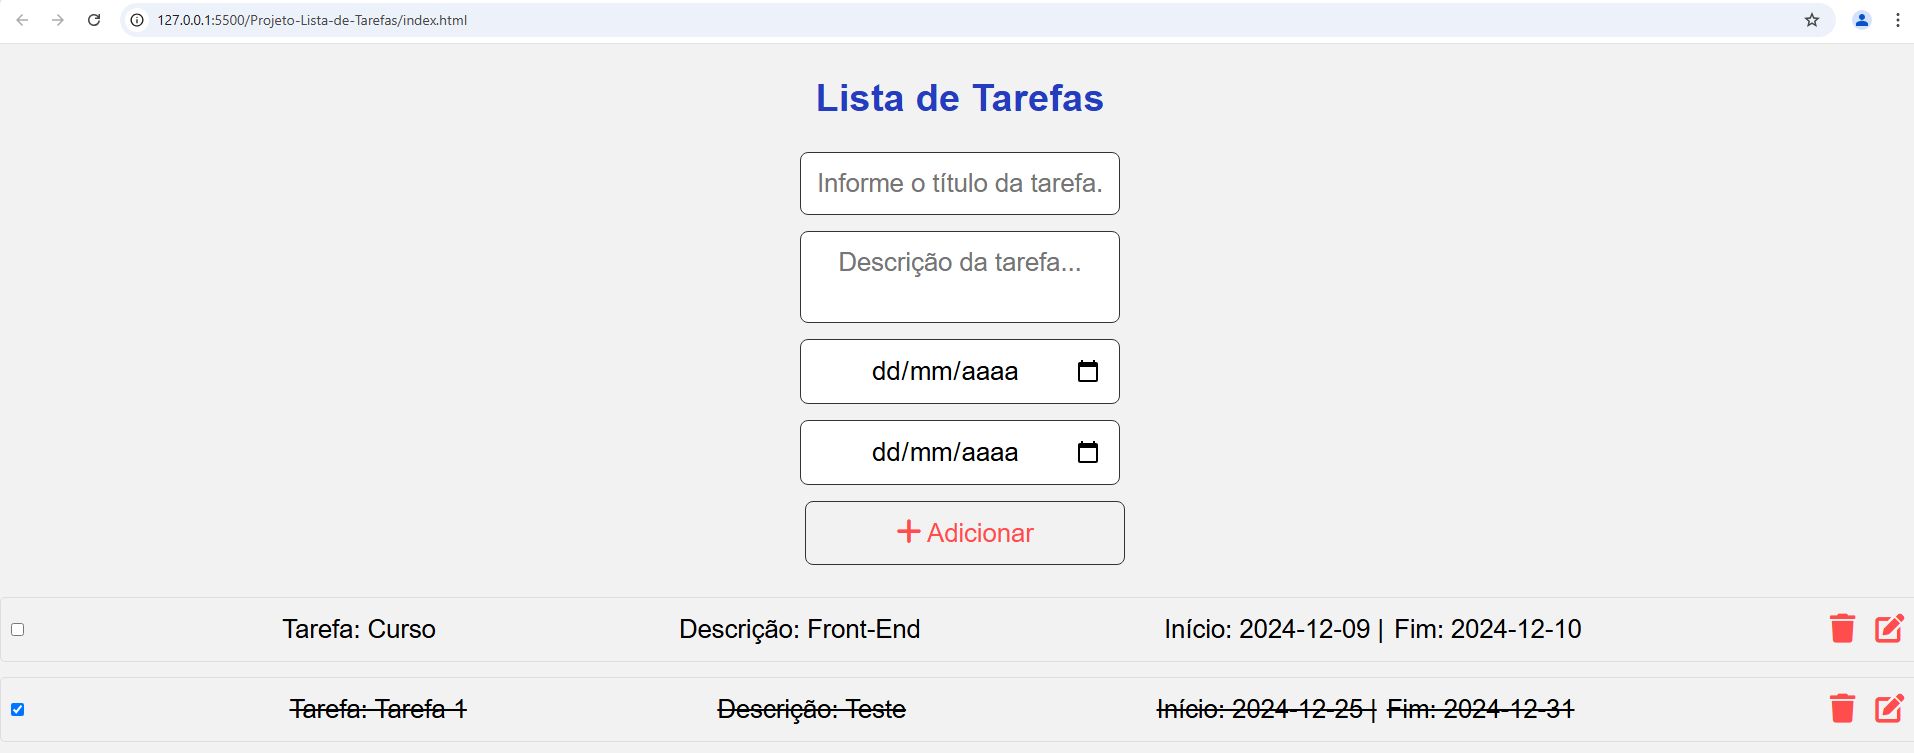 127.0.0.1:5500/Projeto-Lista-de-Tarefas/index.html
Lista de Tarefas
Informe o título da tarefa.
Descrição da tarefa...
dd/mm/aaaa
dd/mm/aaaa
Adicionar
Tarefa: Curso Descrição: Front-End Início: 2024-12-09 | Fim: 2024-12-10
Tarefa: Tarefa 1 Descrição: Teste Início: 2024-12-25 | Fim: 2024-12-31